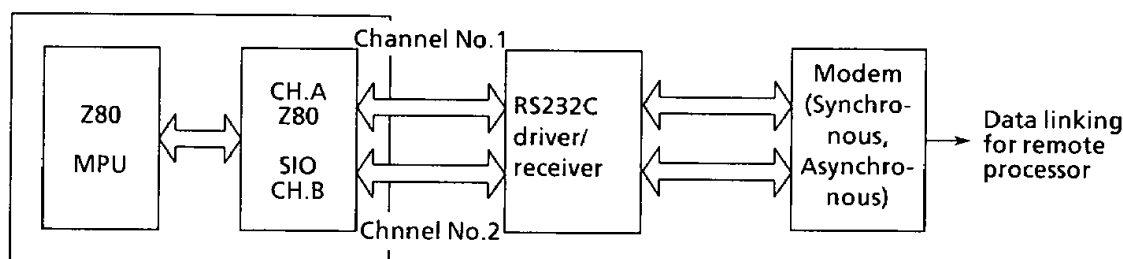 Channel No.1
Z80
MPU
CH.A
Z80
SIO
CH.B
RS232C
driver/
receiver
Modem
(Synchro-
nous,
Asynchro-
nous)
Data linking
for remote
processor
Chnnel No.2